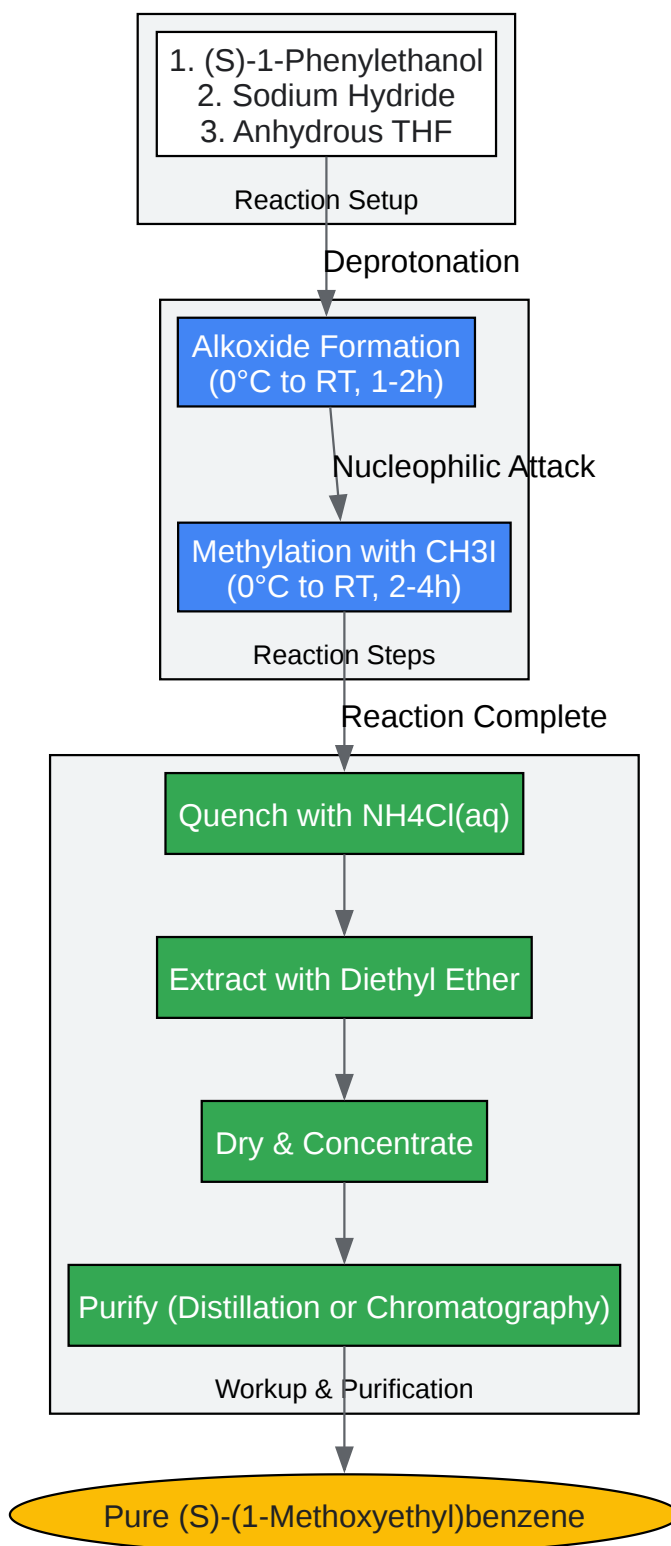 1. (S)-1-Phenylethanol
2. Sodium Hydride
3. Anhydrous THF
Reaction Setup
Deprotonation
Alkoxide Formation
(0°C to RT, 1-2h)
Nucleophilic Attack
Methylation with CH3I
(0°C to RT, 2-4h)
Reaction Steps
Reaction Complete
Quench with NH4Cl(aq)
Extract with Diethyl Ether
Dry & Concentrate
Purify (Distillation or Chromatography)
Workup & Purification
Pure (S)-(1-Methoxyethyl)benzene